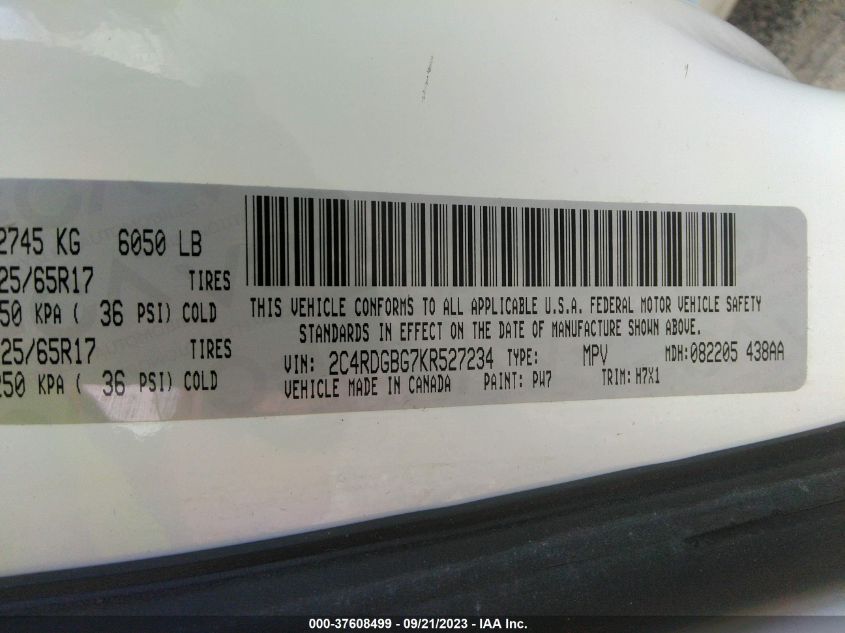 2745 KG 6050 LB
25/65R17 TIRES
50 KPA ( 36 PSI) COLD
25/65R17 TIRES
250 KPA ( 36 PSI) COLD
THIS VEHICLE CONFORMS TO ALL APPLICABLE U.S.A. FEDERAL MOTOR VEHICLE SAFETY
STANDARDS IN EFFECT ON THE DATE OF MANUFACTURE SHOWN ABOVE.
VIN: 2C4RDGBG7KR527234 TYPE: MPV MDH:082205 438AA
VEHICLE MADE IN CANADA PAINT: PW7 TRIM: H7X1
000-37608499 - 09/21/2023 - IAA Inc.